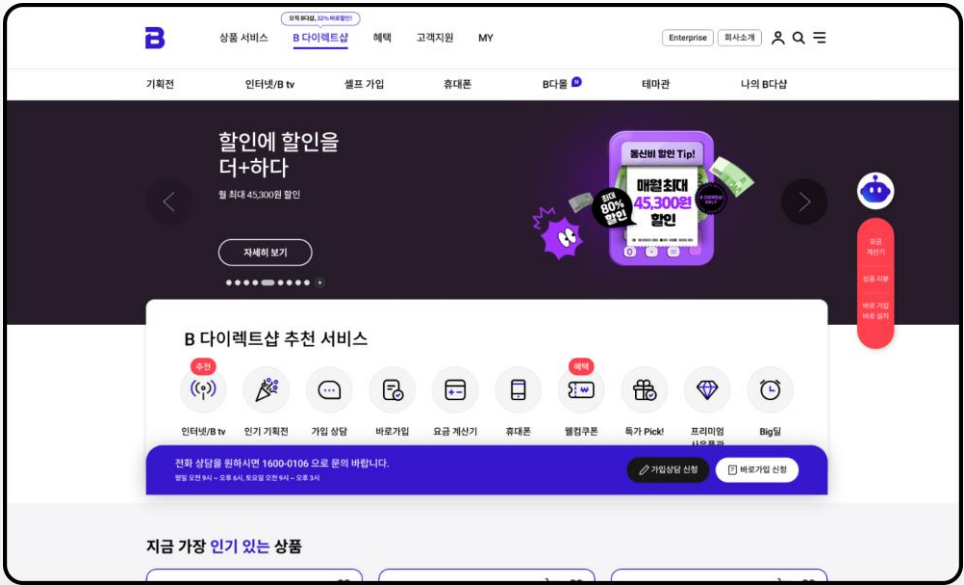 오직 B다샵, 22% 바로할인!
B
상품 서비스
B 다이렉트샵
혜택
고객지원
MY
Enterprise
회사소개
기획전
인터넷/B tv
셀프 가입
휴대폰
B다몰 N
테마관
나의 B다샵
할인에 할인을
더+하다
월 최대 45,300원 할인
자세히 보기
통신비 할인 Tip!
매월 최대
45,300원
할인
최대
80%
할인
요금
계산기
상품 리뷰
바로 가입
바로 설치
B 다이렉트샵 추천 서비스
추천
혜택
인터넷/B tv
인기 기획전
가입 상담
바로가입
요금 계산기
휴대폰
웰컴쿠폰
특가 Pick!
프리미엄
Big딜
전화 상담을 원하시면 1600-0106 으로 문의 바랍니다.
평일 오전 9시 ~ 오후 6시, 토요일 오전 9시 ~ 오후 3시
가입상담 신청
바로가입 신청
지금 가장 인기 있는 상품